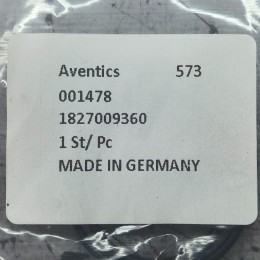 Aventics 573
001478
1827009360
1 St/ Pc
MADE IN GERMANY